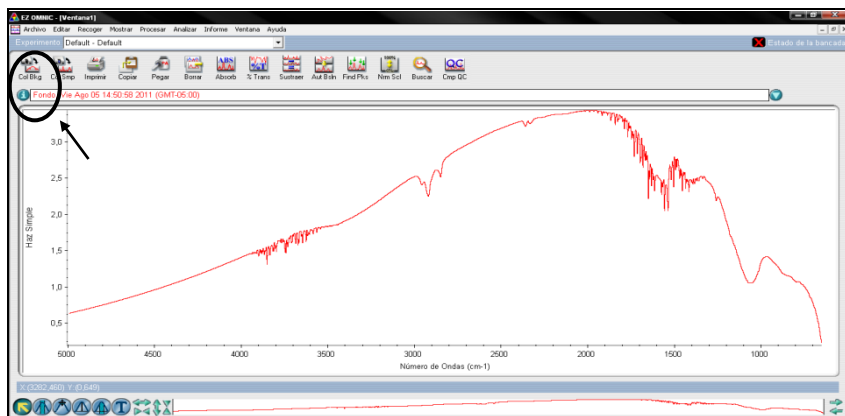 EZ OMNIC - [Ventana1]
Archivo Editar Recoger Mostrar Procesar Analizar Informe Ventana Ayuda
Experimento Default - Default Estado de la bancada
Col Bkg Col Smp Imprimir Copiar Pegar Borrar Absorb % Trans Sustraer Aut Bsln Find Pks Nrm Scl Buscar Cmp QC
Fondo Vie Ago 05 14:50:58 2011 (GMT-05:00)
3,0
2,5
2,0
1,5
1,0
0,5
Haz Simple
5000 4500 4000 3500 3000 2500 2000 1500 1000
Número de Ondas (cm-1)
X:(3282,460) Y:(0,649)